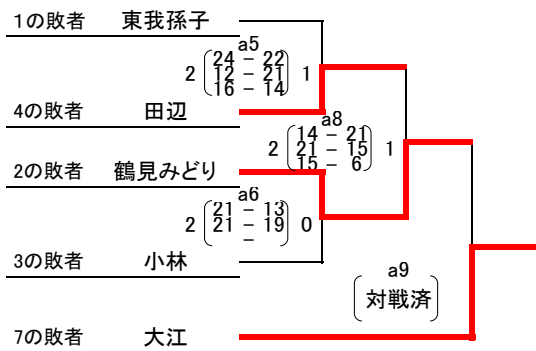 1の敗者 東我孫子
a5
24 – 22
2 12 – 21 1
16 – 14
4の敗者 田辺
a8
14 – 21
2 21 – 15 1
15 – 6
2の敗者 鶴見みどり
a6
21 – 13
2 21 – 19 0
–
3の敗者 小林
a9
対戦済
7の敗者 大江